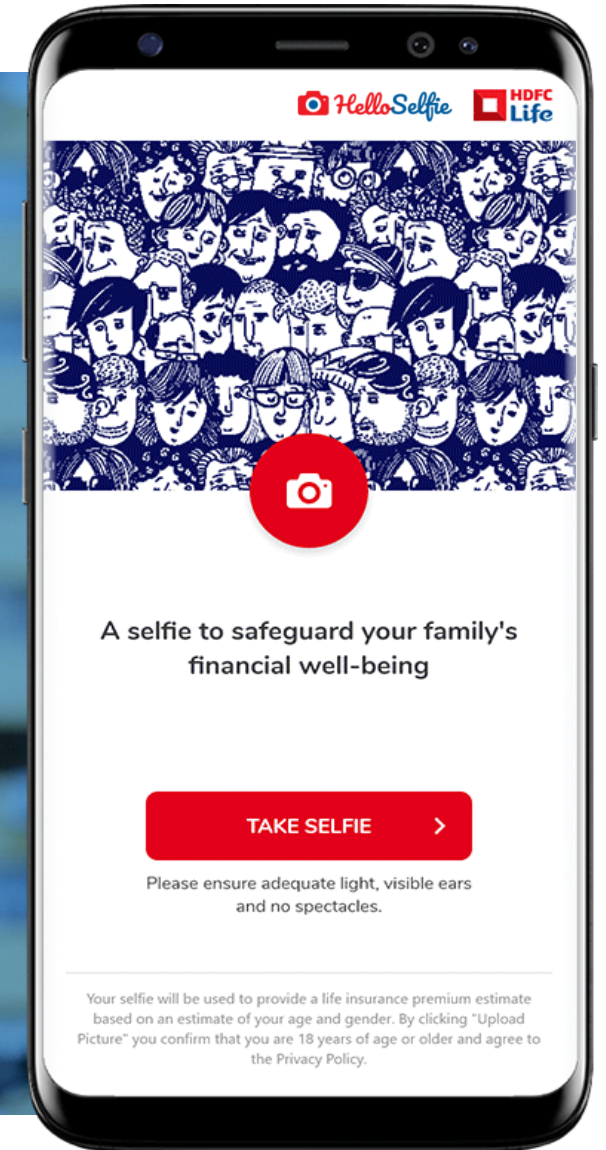 HelloSelfie
HDFC
Life
A selfie to safeguard your family's
financial well-being
TAKE SELFIE
Please ensure adequate light, visible ears
and no spectacles.
Your selfie will be used to provide a life insurance premium estimate
based on an estimate of your age and gender. By clicking "Upload
Picture" you confirm that you are 18 years of age or older and agree to
the Privacy Policy.